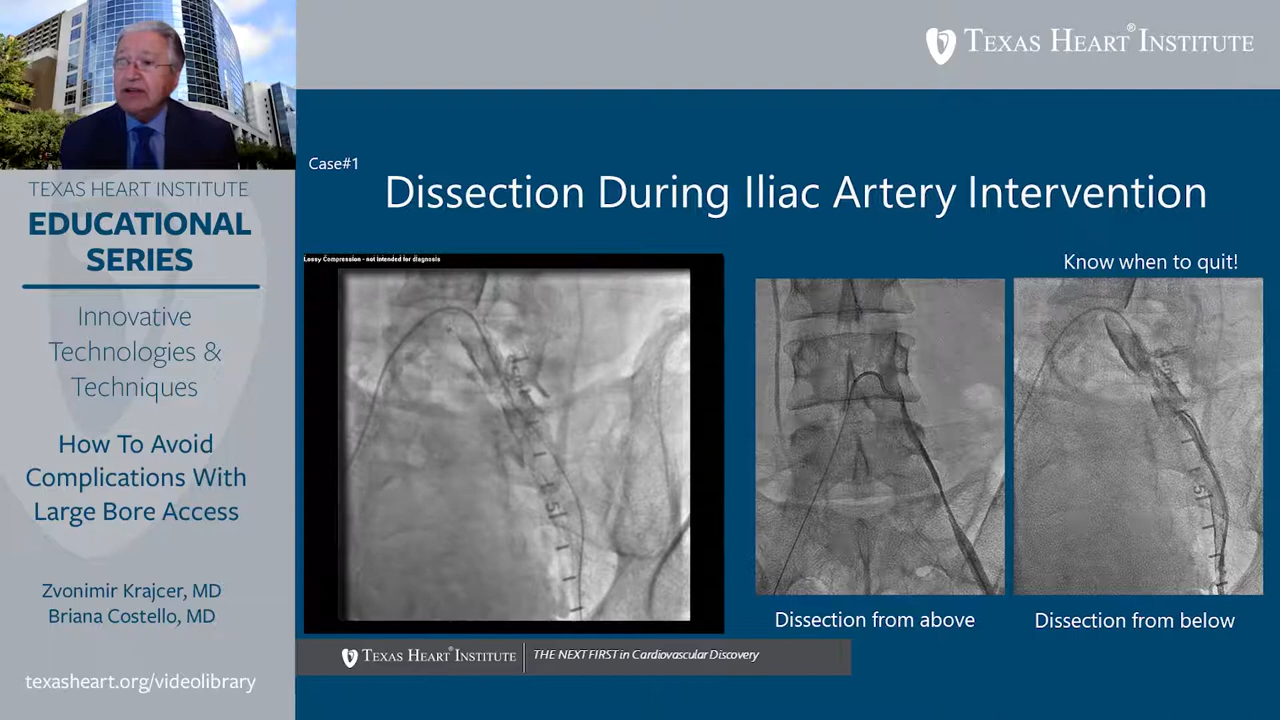 TEXAS HEART® INSTITUTE
TEXAS HEART INSTITUTE
EDUCATIONAL
SERIES
Innovative
Technologies &
Techniques
How To Avoid
Complications With
Large Bore Access
Zvonimir Krajcer, MD
Briana Costello, MD
texasheart.org/videolibrary
Case#1
Dissection During Iliac Artery Intervention
Lossy Compression - not intended for diagnosis
Know when to quit!
Dissection from above
Dissection from below
TEXAS HEART® INSTITUTE
THE NEXT FIRST in Cardiovascular Discovery